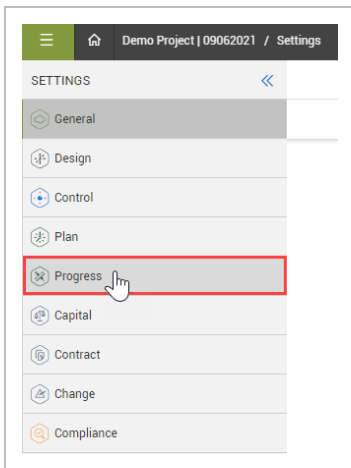 Demo Project | 09062021 / Settings
SETTINGS
General
Design
Control
Plan
Progress
Capital
Contract
Change
Compliance